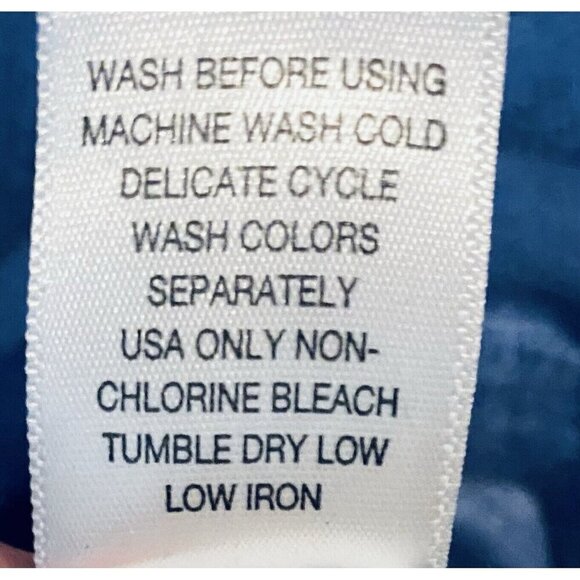 WASH BEFORE USING
MACHINE WASH COLD
DELICATE CYCLE
WASH COLORS
SEPARATELY
USA ONLY NON-
CHLORINE BLEACH
TUMBLE DRY LOW
LOW IRON